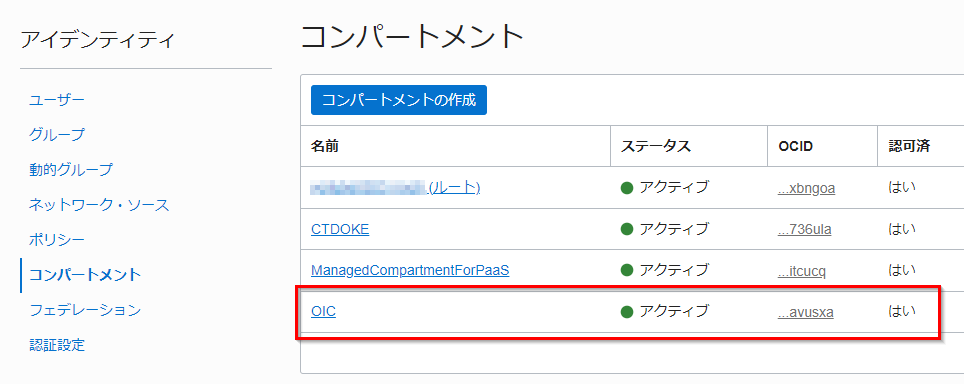 アイデンティティ
ユーザー
グループ
動的グループ
ネットワーク・ソース
ポリシー
コンパートメント
フェデレーション
認証設定
コンパートメント
コンパートメントの作成
名前 ステータス OCID 認可済
(ルート) アクティブ ...xbngoa はい
CTDOKE アクティブ ...736ula はい
ManagedCompartmentForPaaS アクティブ ...itcucq はい
OIC アクティブ ...avusxa はい